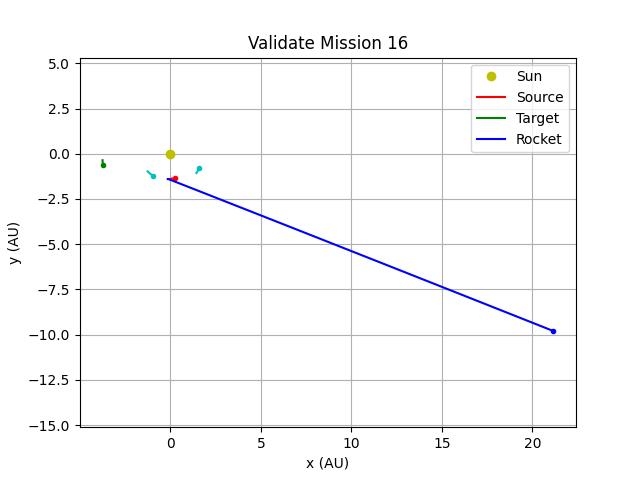 Validate Mission 16
Sun
Source
Target
Rocket
5.0
2.5
0.0
−2.5
−5.0
−7.5
−10.0
−12.5
−15.0
y (AU)
0
5
10
15
20
x (AU)